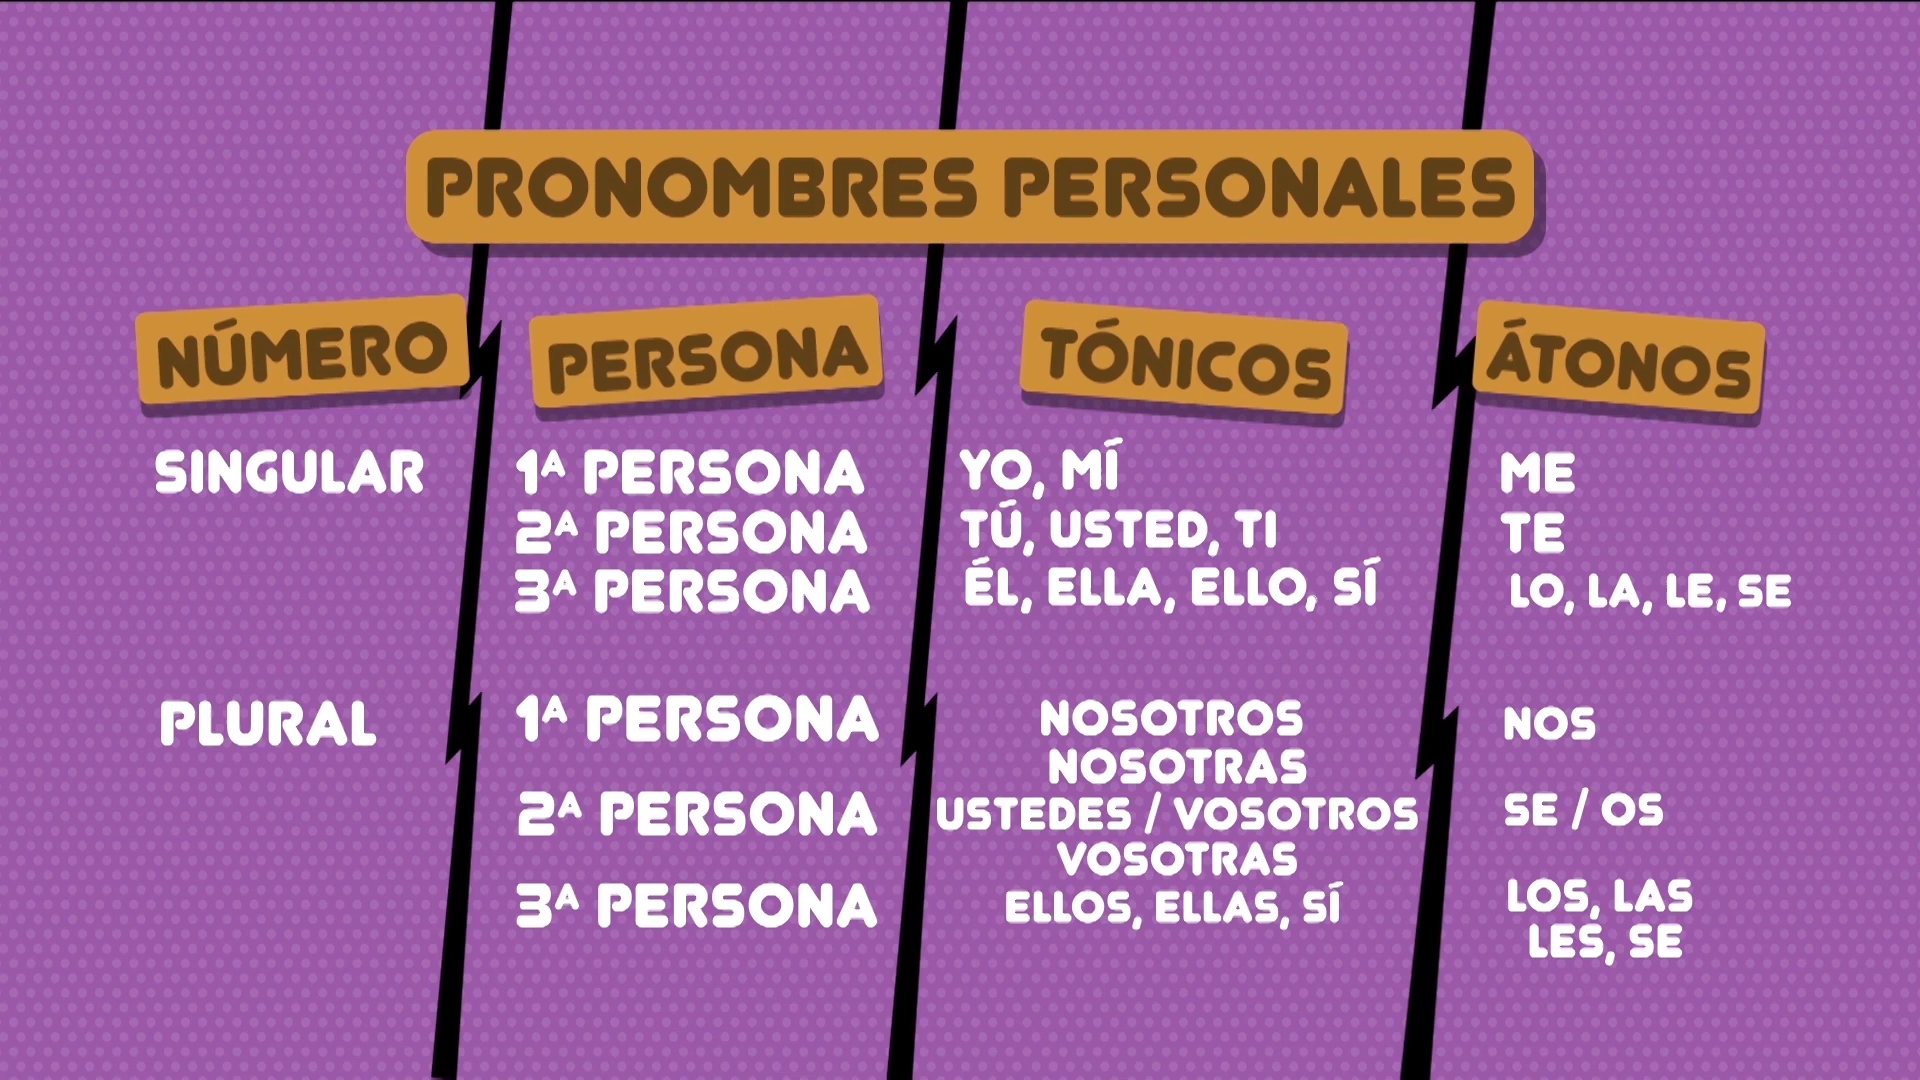 PRONOMBRES PERSONALES
NÚMERO PERSONA TÓNICOS ÁTONOS
SINGULAR 1ª PERSONA YO, MÍ ME
2ª PERSONA TÚ, USTED, TI TE
3ª PERSONA ÉL, ELLA, ELLO, SÍ LO, LA, LE, SE
PLURAL 1ª PERSONA NOSOTROS NOS
NOSOTRAS
2ª PERSONA USTEDES / VOSOTROS SE / OS
VOSOTRAS
3ª PERSONA ELLOS, ELLAS, SÍ LOS, LAS
LES, SE